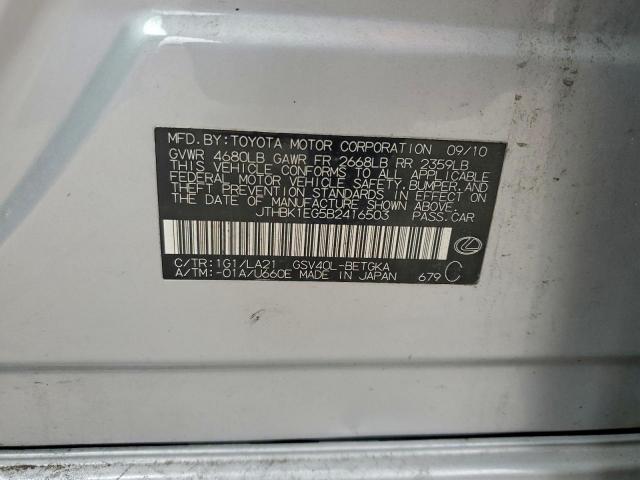 MFD. BY: TOYOTA MOTOR CORPORATION 09/10
GVWR 4680LB GAWR FR 2668LB RR 2359LB
THIS VEHICLE CONFORMS TO ALL APPLICABLE
FEDERAL MOTOR VEHICLE SAFETY, BUMPER, AND
THEFT PREVENTION STANDARDS IN EFFECT ON
THE DATE OF MANUFACTURE SHOWN ABOVE.
JTHBK1EG5B2416503 PASS.CAR
C/TR: 1G1/LA21 GSV40L-BETGKA
A/TM: -01A/U660E MADE IN JAPAN 679 C